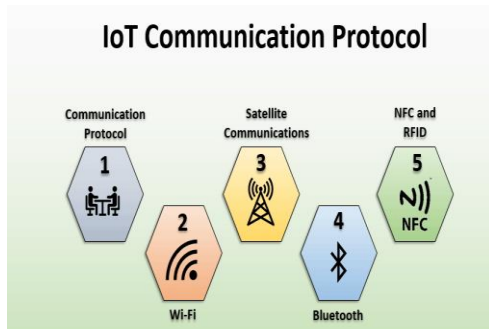 IoT Communication Protocol
Communication
Protocol
1
Wi-Fi
2
Satellite
Communications
3
Bluetooth
4
NFC and
RFID
5
NFC